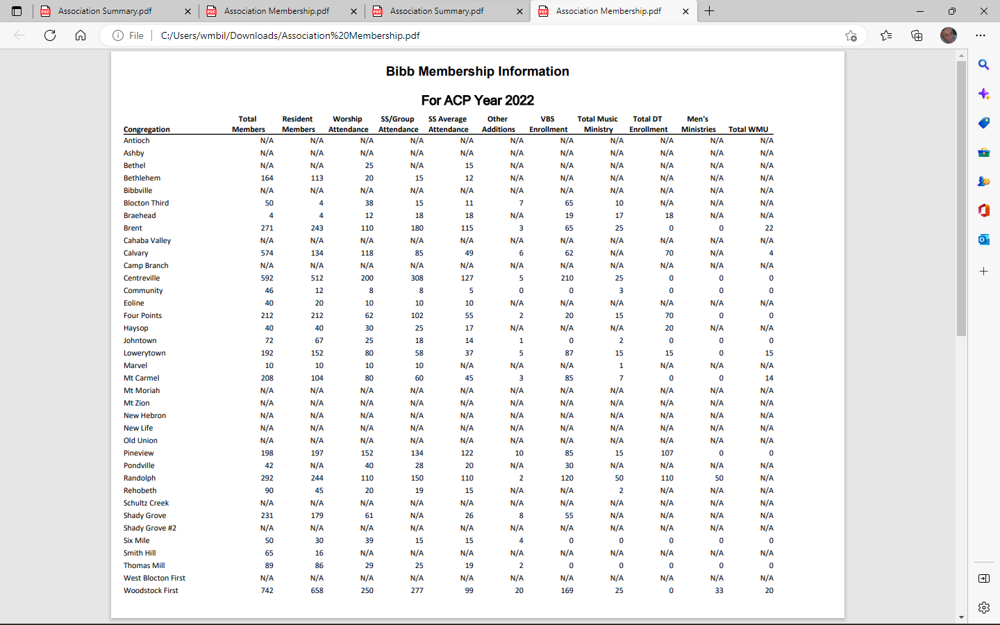 Association Summary.pdf Association Membership.pdf Association Summary.pdf Association Membership.pdf
File C:/Users/wmbil/Downloads/Association%20Membership.pdf
Bibb Membership Information
For ACP Year 2022
Total Resident Worship SS/Group SS Average Other VBS Total Music Total DT Men's
Congregation Members Members Attendance Attendance Attendance Additions Enrollment Ministry Enrollment Ministries Total WMU
Antioch N/A N/A N/A N/A N/A N/A N/A N/A N/A N/A N/A
Ashby N/A N/A N/A N/A N/A N/A N/A N/A N/A N/A N/A
Bethel N/A N/A 25 N/A 15 N/A N/A N/A N/A N/A N/A
Bethlehem 164 113 20 15 12 N/A N/A N/A N/A N/A N/A
Bibbville N/A N/A N/A N/A N/A N/A N/A N/A N/A N/A N/A
Blocton Third 50 4 38 15 11 7 65 10 N/A N/A N/A
Braehead 4 4 12 18 18 N/A 19 17 18 N/A N/A
Brent 271 243 110 180 115 3 65 25 0 0 22
Cahaba Valley N/A N/A N/A N/A N/A N/A N/A N/A N/A N/A N/A
Calvary 574 134 118 85 49 6 62 N/A 70 N/A 4
Camp Branch N/A N/A N/A N/A N/A N/A N/A N/A N/A N/A N/A
Centreville 592 512 200 308 127 5 210 25 0 0 0
Community 46 12 8 8 5 0 0 3 0 0 0
Eoline 40 20 10 10 10 N/A N/A N/A N/A N/A N/A
Four Points 212 212 62 102 55 2 20 15 70 0 0
Haysop 40 40 30 25 17 N/A N/A N/A 20 N/A N/A
Johntown 72 67 25 18 14 1 0 2 0 0 0
Lowerytown 192 152 80 58 37 5 87 15 15 0 15
Marvel 10 10 10 10 N/A N/A N/A 1 N/A N/A N/A
Mt Carmel 208 104 80 60 45 3 85 7 0 0 14
Mt Moriah N/A N/A N/A N/A N/A N/A N/A N/A N/A N/A N/A
Mt Zion N/A N/A N/A N/A N/A N/A N/A N/A N/A N/A N/A
New Hebron N/A N/A N/A N/A N/A N/A N/A N/A N/A N/A N/A
New Life N/A N/A N/A N/A N/A N/A N/A N/A N/A N/A N/A
Old Union N/A N/A N/A N/A N/A N/A N/A N/A N/A N/A N/A
Pineview 198 197 152 134 122 10 85 15 107 0 0
Pondville 42 N/A 40 28 20 N/A 30 N/A N/A N/A N/A
Randolph 292 244 110 150 110 2 120 50 110 50 N/A
Rehobeth 90 45 20 19 15 N/A N/A 2 N/A N/A N/A
Schultz Creek N/A N/A N/A N/A N/A N/A N/A N/A N/A N/A N/A
Shady Grove 231 179 61 N/A 26 8 55 N/A N/A N/A N/A
Shady Grove #2 N/A N/A N/A N/A N/A N/A N/A N/A N/A N/A N/A
Six Mile 50 30 39 15 15 4 0 0 0 0 0
Smith Hill 65 16 N/A N/A N/A N/A N/A N/A N/A N/A N/A
Thomas Mill 89 86 29 25 19 2 0 0 0 0 0
West Blocton First N/A N/A N/A N/A N/A N/A N/A N/A N/A N/A N/A
Woodstock First 742 658 250 277 99 20 169 25 0 33 20